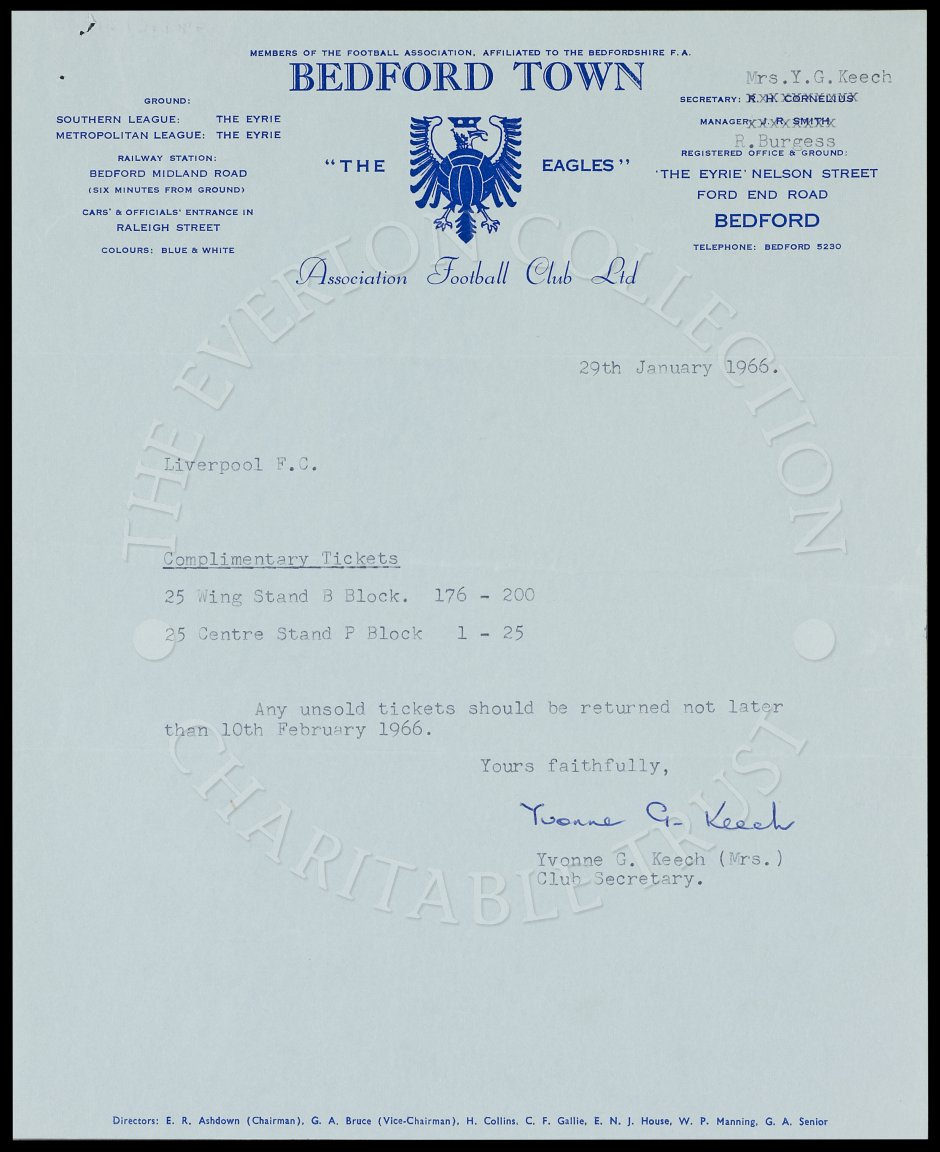 MEMBERS OF THE FOOTBALL ASSOCIATION, AFFILIATED TO THE BEDFORDSHIRE F.A.
BEDFORD TOWN
"THE EAGLES"
Association Football Club Ltd
GROUND:
SOUTHERN LEAGUE: THE EYRIE
METROPOLITAN LEAGUE: THE EYRIE
RAILWAY STATION:
BEDFORD MIDLAND ROAD
(SIX MINUTES FROM GROUND)
CARS' & OFFICIALS' ENTRANCE IN
RALEIGH STREET
COLOURS: BLUE & WHITE
Mrs.Y.G.Keech
SECRETARY: R. H. CORNELIUS
MANAGER: J. R. SMITH
R.Burgess
REGISTERED OFFICE & GROUND:
'THE EYRIE' NELSON STREET
FORD END ROAD
BEDFORD
TELEPHONE: BEDFORD 5230
29th January 1966.
Liverpool F.C.
Complimentary Tickets
25 Wing Stand B Block. 176 - 200
25 Centre Stand P Block 1 - 25
Any unsold tickets should be returned not later
than 10th February 1966.
Yours faithfully,
Yvonne G. Keech
Yvonne G. Keech (Mrs.)
Club Secretary.
Directors: E. R. Ashdown (Chairman), G. A. Bruce (Vice-Chairman), H. Collins, C. F. Gallie, E. N. J. House, W. P. Manning, G. A. Senior
THE EVERTON COLLECTION
CHARITABLE TRUST